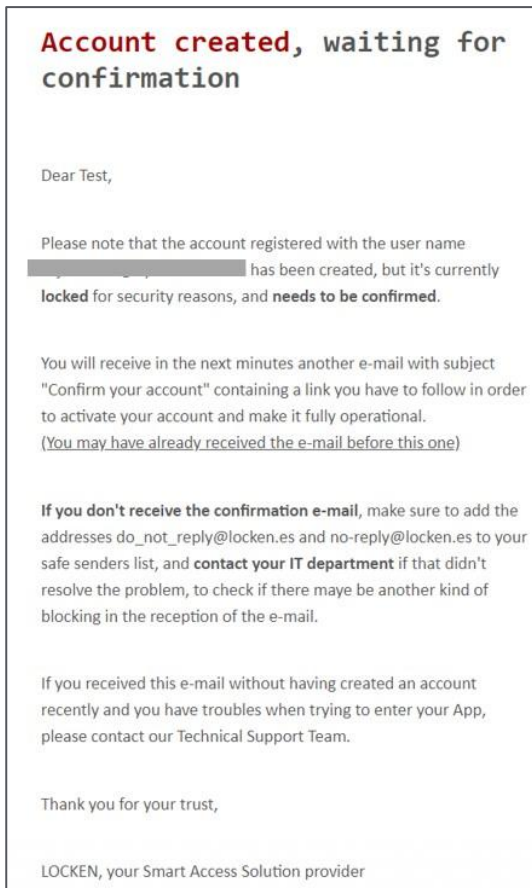 Account created, waiting for
confirmation
Dear Test,
Please note that the account registered with the user name
has been created, but it's currently
locked for security reasons, and needs to be confirmed.
You will receive in the next minutes another e-mail with subject
"Confirm your account" containing a link you have to follow in order
to activate your account and make it fully operational.
(You may have already received the e-mail before this one)
If you don't receive the confirmation e-mail, make sure to add the
addresses do_not_reply@locken.es and no-reply@locken.es to your
safe senders list, and contact your IT department if that didn't
resolve the problem, to check if there maye be another kind of
blocking in the reception of the e-mail.
If you received this e-mail without having created an account
recently and you have troubles when trying to enter your App,
please contact our Technical Support Team.
Thank you for your trust,
LOCKEN, your Smart Access Solution provider